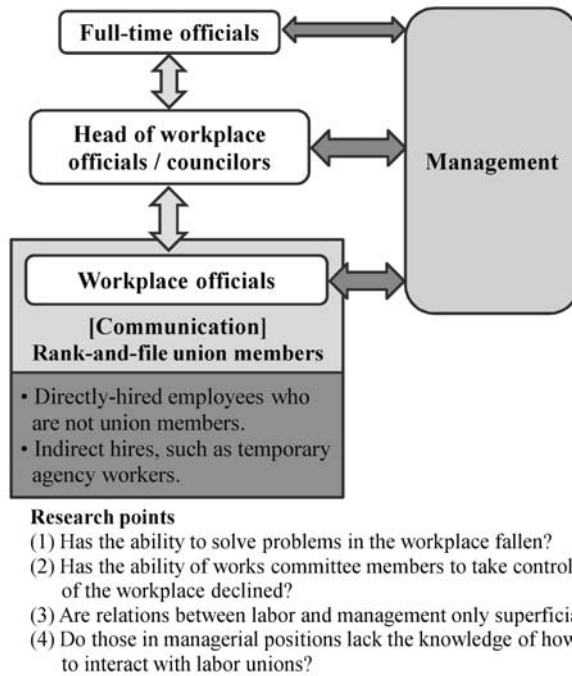 Full-time officials
Head of workplace
officials / councilors
Management
Workplace officials
[Communication]
Rank-and-file union members
• Directly-hired employees who
are not union members.
• Indirect hires, such as temporary
agency workers.
Research points
(1) Has the ability to solve problems in the workplace fallen?
(2) Has the ability of works committee members to take control
of the workplace declined?
(3) Are relations between labor and management only
(4) Do those in managerial positions lack the knowledge of how
to interact with labor unions?